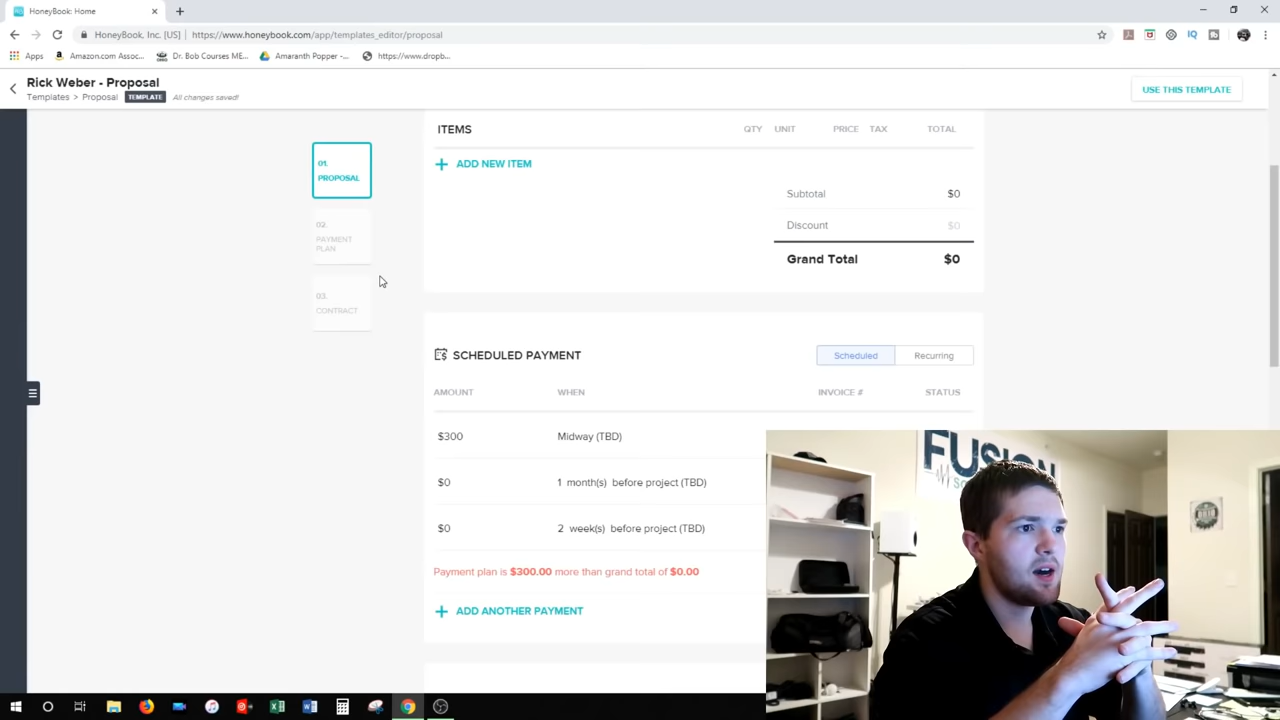 HoneyBook: Home
HoneyBook, Inc. [US] | https://www.honeybook.com/app/templates_editor/proposal
Apps
Amazon.com Assoc...
Dr. Bob Courses ME...
Amaranth Popper -...
https://www.dropb...
Rick Weber - Proposal
Templates > Proposal TEMPLATE All changes saved!
USE THIS TEMPLATE
01.
PROPOSAL
02.
PAYMENT
PLAN
03.
CONTRACT
ITEMS QTY UNIT PRICE TAX TOTAL
+ ADD NEW ITEM
Subtotal $0
Discount $0
Grand Total $0
SCHEDULED PAYMENT Scheduled Recurring
AMOUNT WHEN INVOICE # STATUS
$300 Midway (TBD)
$0 1 month(s) before project (TBD)
$0 2 week(s) before project (TBD)
Payment plan is $300.00 more than grand total of $0.00
+ ADD ANOTHER PAYMENT
FUSION